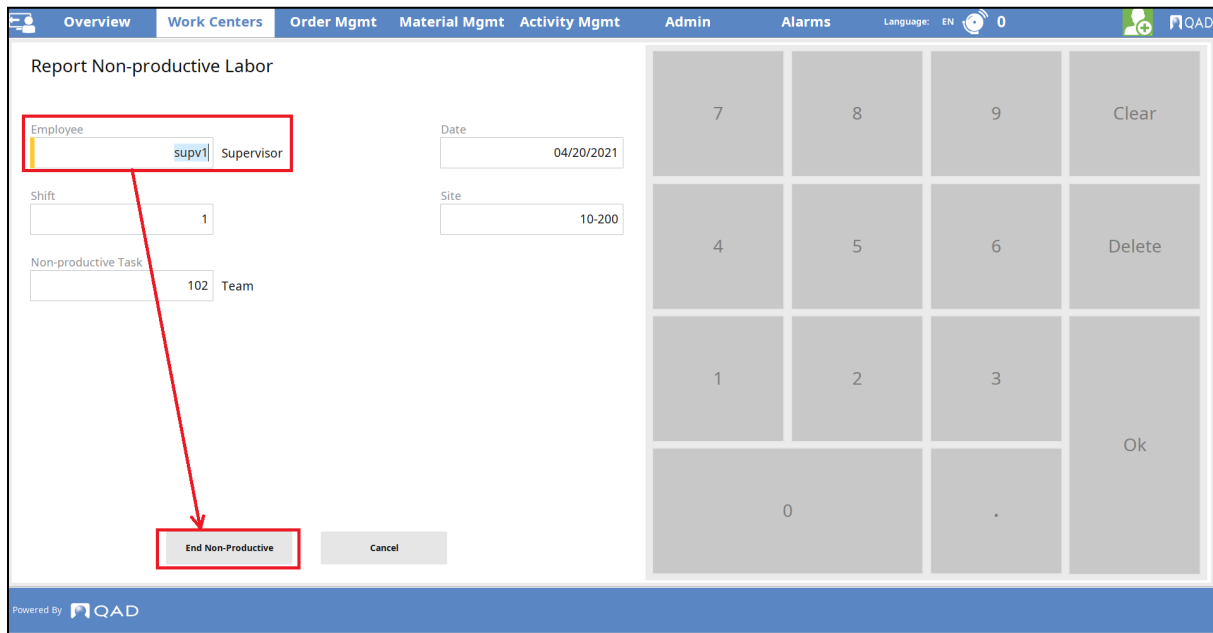 Overview Work Centers Order Mgmt Material Mgmt Activity Mgmt Admin Alarms Language: EN 0 QAD
Report Non-productive Labor
Employee
supv1 Supervisor
Date
04/20/2021
Shift
1
Site
10-200
Non-productive Task
102 Team
End Non-Productive Cancel
7 8 9 Clear
4 5 6 Delete
1 2 3
Ok
0 .
Powered By QAD